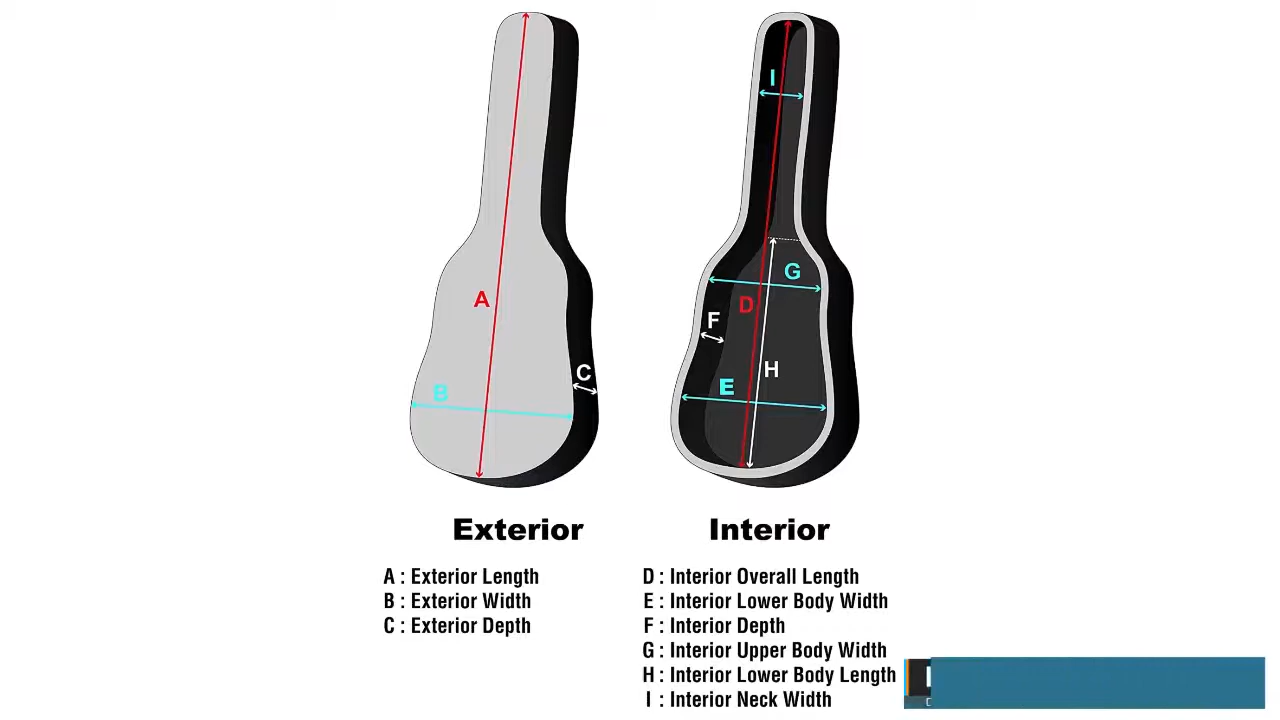 I
G
A
D
F
H
C
E
B
Exterior
Interior
A : Exterior Length
B : Exterior Width
C : Exterior Depth
D : Interior Overall Length
E : Interior Lower Body Width
F : Interior Depth
G : Interior Upper Body Width
H : Interior Lower Body Length
I : Interior Neck Width